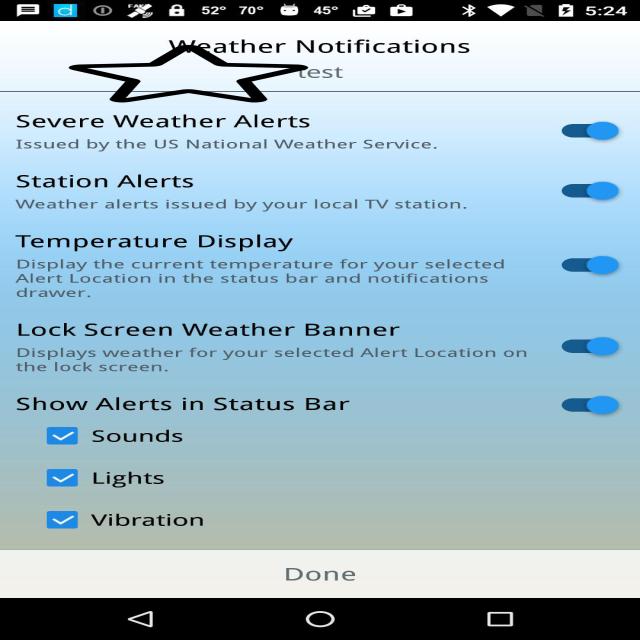 52° 70° 45° 5:24
Weather Notifications
test
Severe Weather Alerts
Issued by the US National Weather Service.
Station Alerts
Weather alerts issued by your local TV station.
Temperature Display
Display the current temperature for your selected
Alert Location in the status bar and notifications
drawer.
Lock Screen Weather Banner
Displays weather for your selected Alert Location on
the lock screen.
Show Alerts in Status Bar
Sounds
Lights
Vibration
Done